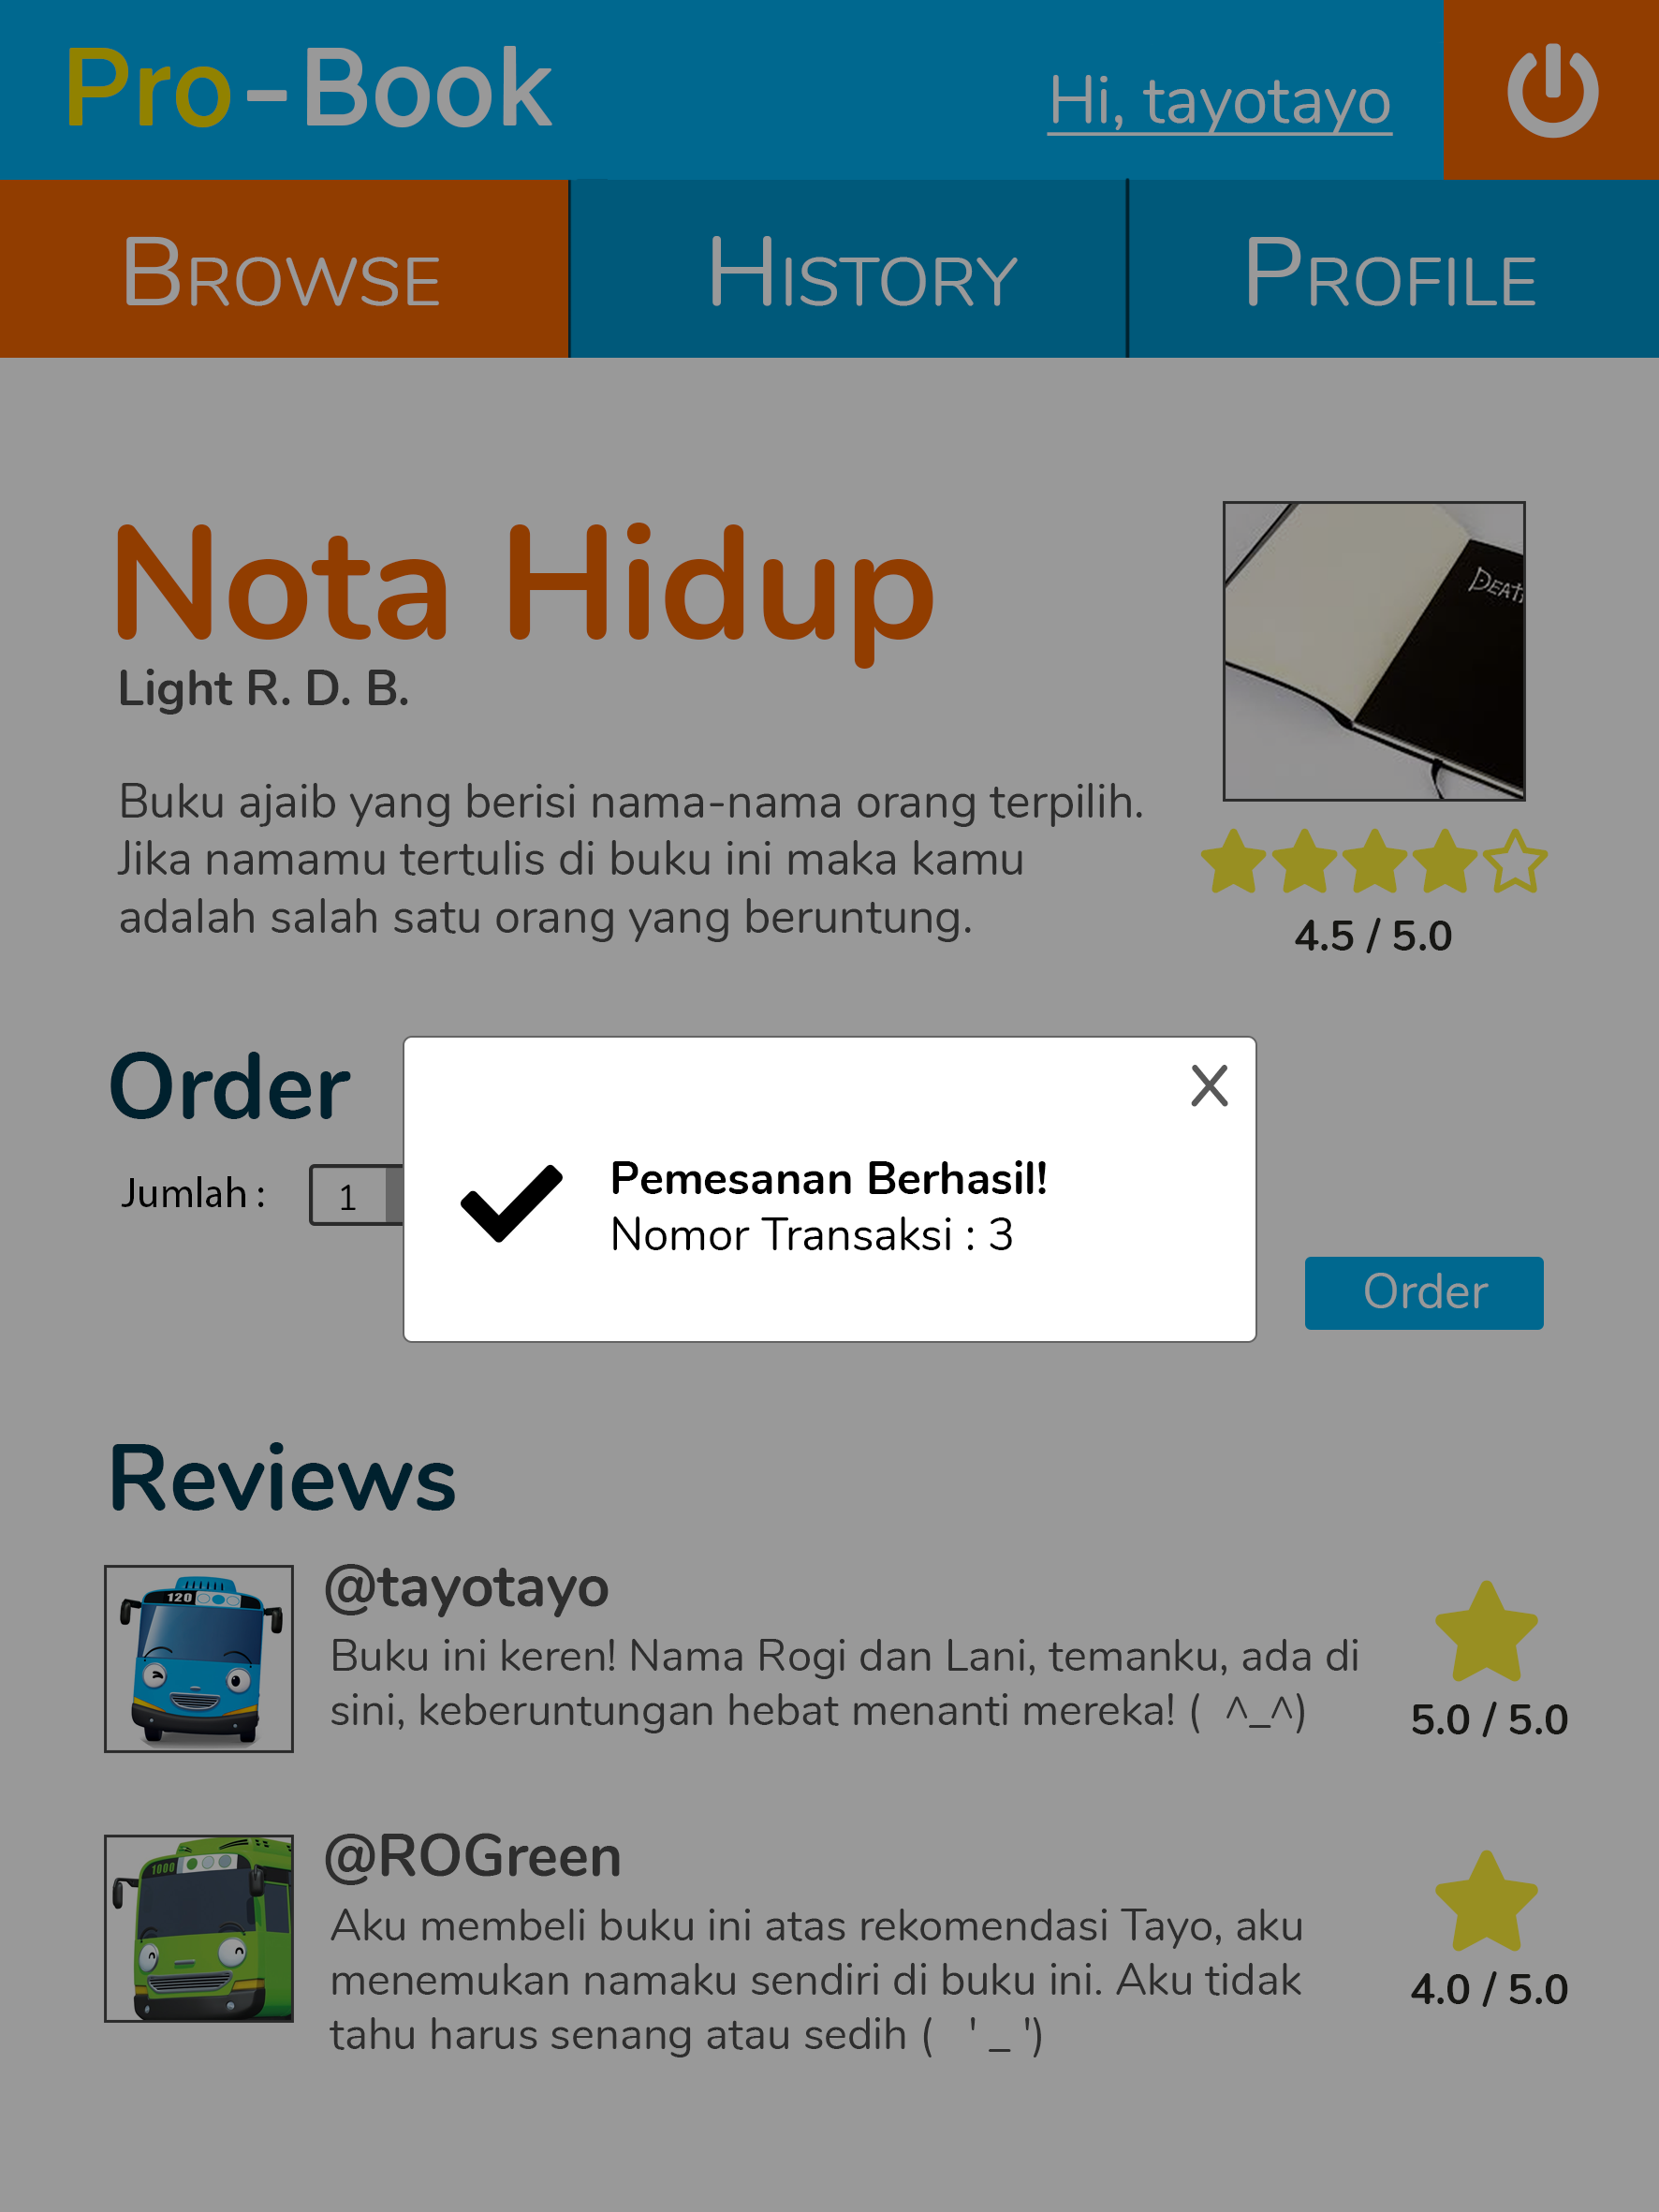 Pro-Book
Hi, tayotayo
BROWSE
HISTORY
PROFILE
Nota Hidup
Light R. D. B.
Buku ajaib yang berisi nama-nama orang terpilih.
Jika namamu tertulis di buku ini maka kamu
adalah salah satu orang yang beruntung.
DEATH
4.5 / 5.0
Order
Jumlah :
1
X
Pemesanan Berhasil!
Nomor Transaksi : 3
Order
Reviews
120
@tayotayo
Buku ini keren! Nama Rogi dan Lani, temanku, ada di
sini, keberuntungan hebat menanti mereka! ( ^_^)
5.0 / 5.0
1000
@ROGreen
Aku membeli buku ini atas rekomendasi Tayo, aku
menemukan namaku sendiri di buku ini. Aku tidak
tahu harus senang atau sedih ( ' _ ')
4.0 / 5.0